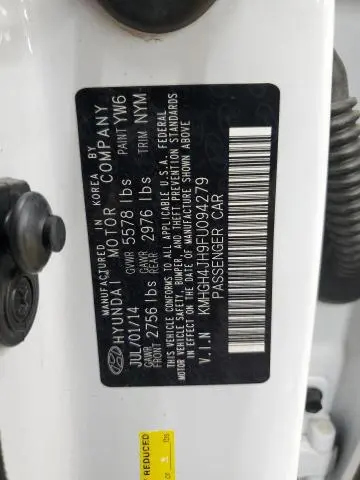 MANUFACTURED IN KOREA BY
HYUNDAI MOTOR COMPANY
JUL/01/14 GVWR 5578 lbs PAINT YW6
GAWR FRONT 2756 lbs GAWR REAR 2976 lbs TRIM NYM
THIS VEHICLE CONFORMS TO ALL APPLICABLE U.S.A. FEDERAL
MOTOR VEHICLE SAFETY, BUMPER, AND THEFT PREVENTION STANDARDS
IN EFFECT ON THE DATE OF MANUFACTURE SHOWN ABOVE.
V.I.N KMHGH4JH9FU094279
PASSENGER CAR
REDUCED